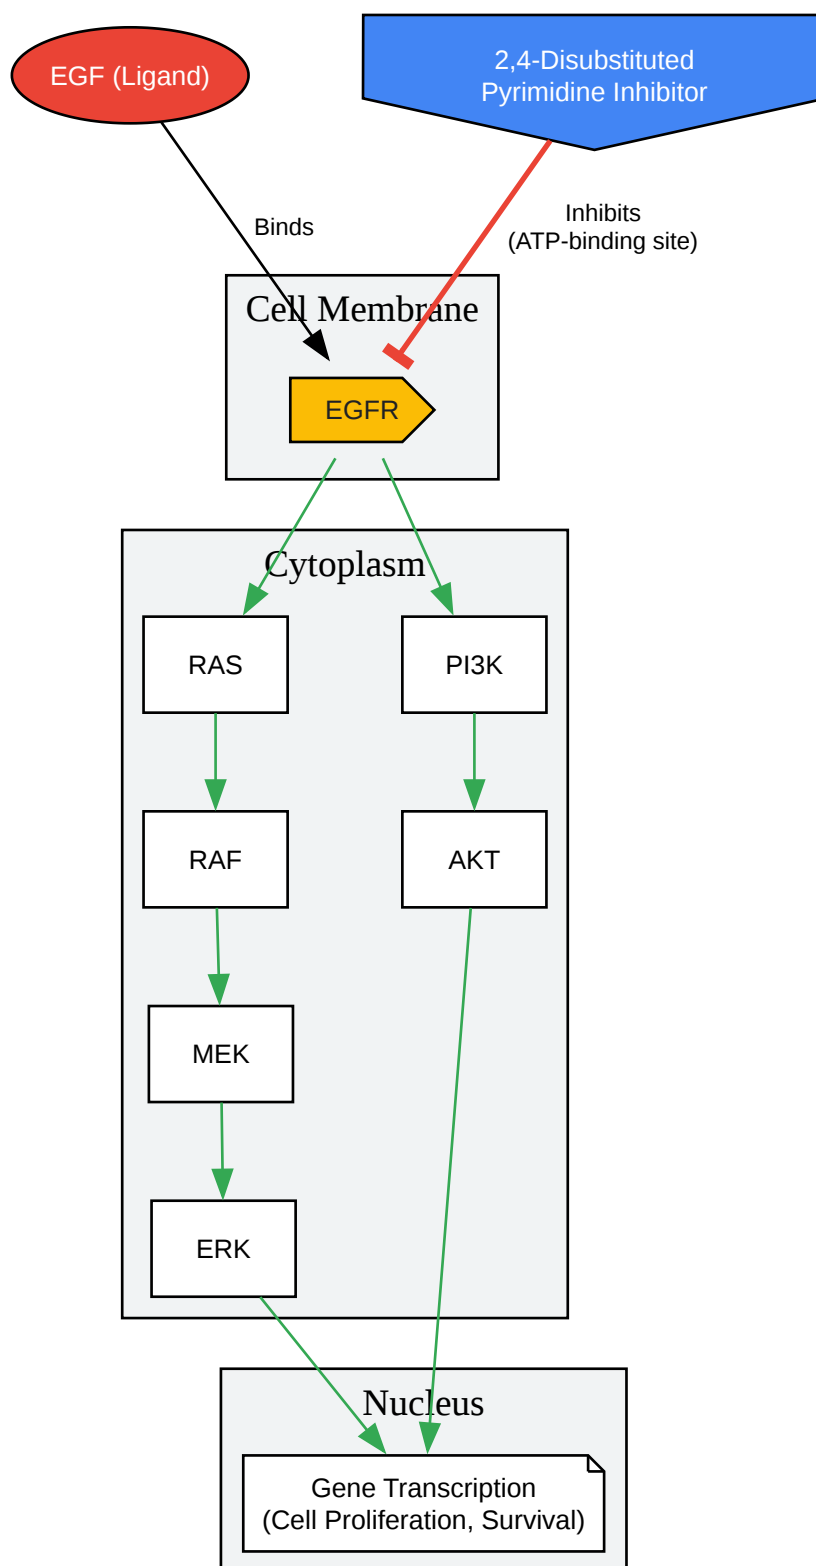 EGF (Ligand)
2,4-Disubstituted
Pyrimidine Inhibitor
Binds
Inhibits
(ATP-binding site)
Cell Membrane
EGFR
Cytoplasm
RAS
PI3K
RAF
AKT
MEK
ERK
Nucleus
Gene Transcription
(Cell Proliferation, Survival)